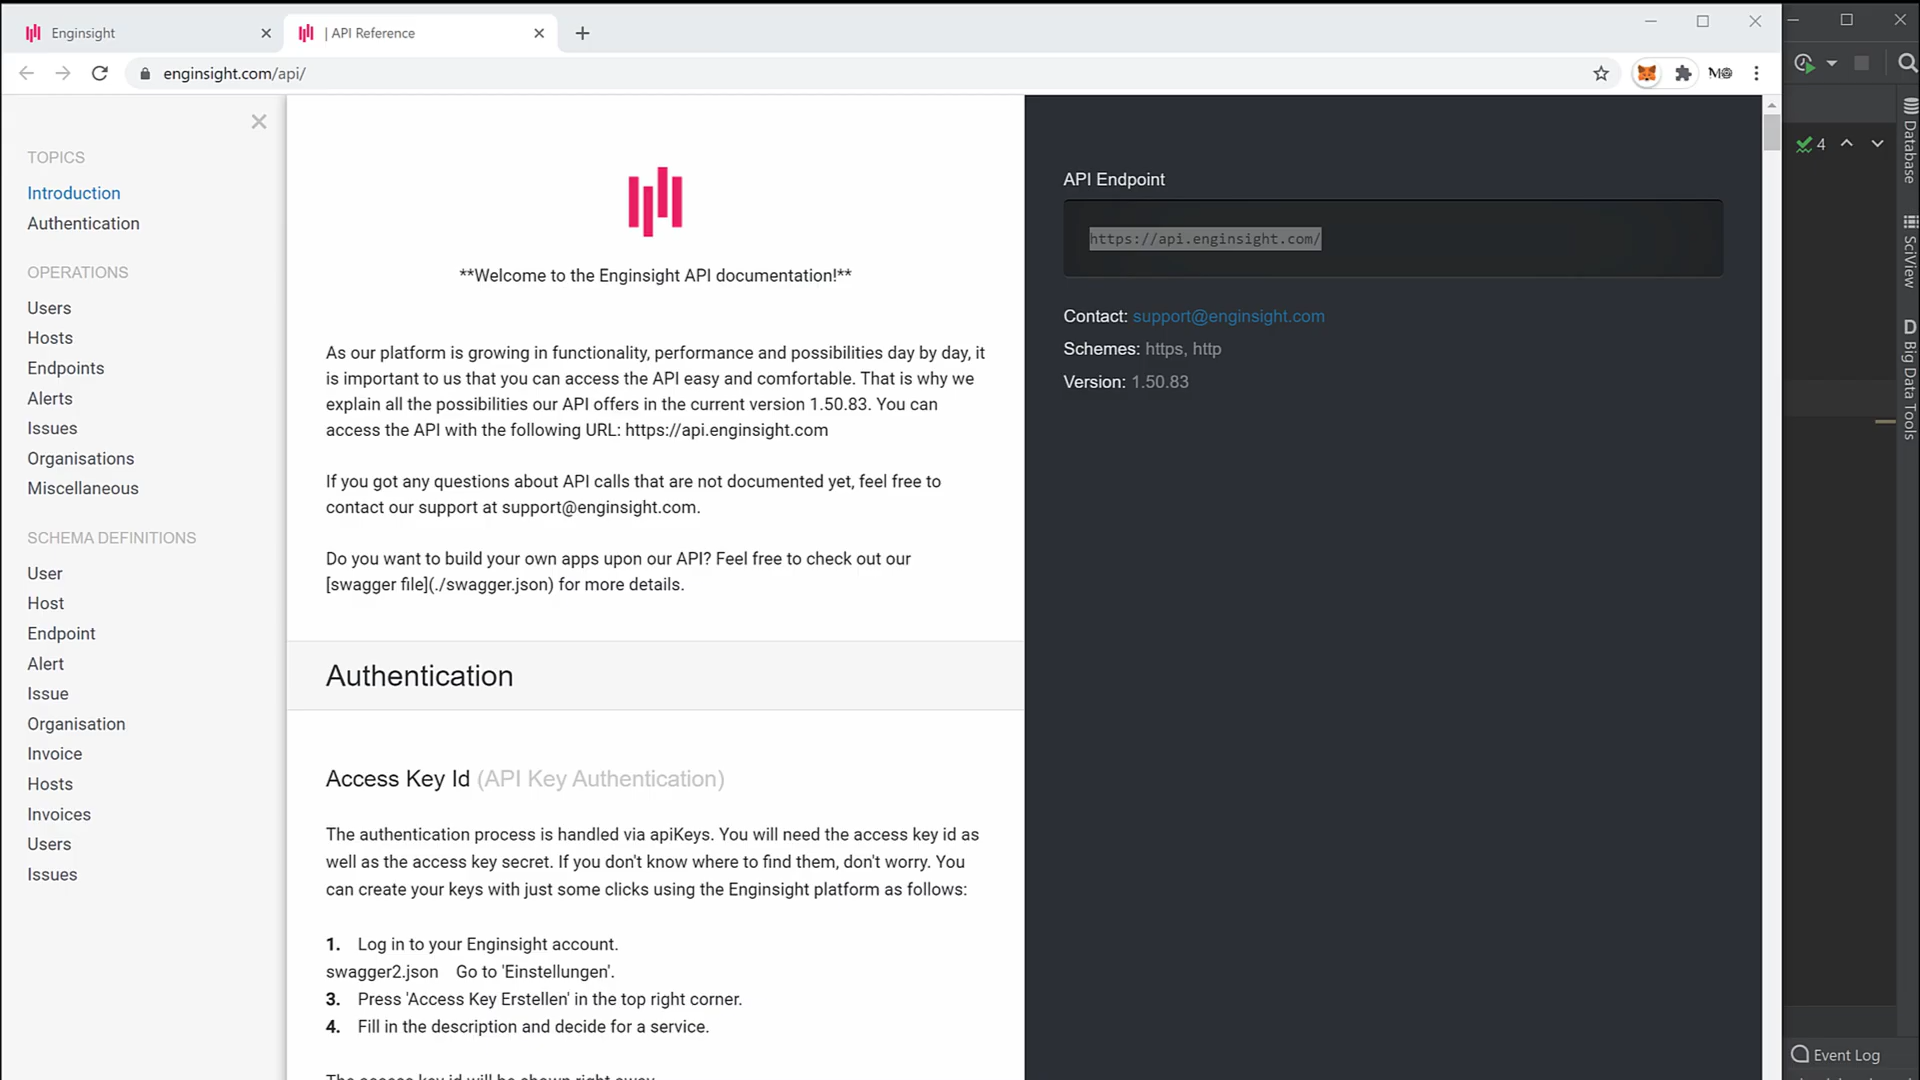 Enginsight
| API Reference
enginsight.com/api/
TOPICS
Introduction
Authentication
OPERATIONS
Users
Hosts
Endpoints
Alerts
Issues
Organisations
Miscellaneous
SCHEMA DEFINITIONS
User
Host
Endpoint
Alert
Issue
Organisation
Invoice
Hosts
Invoices
Users
Issues
**Welcome to the Enginsight API documentation!**
As our platform is growing in functionality, performance and possibilities day by day, it
is important to us that you can access the API easy and comfortable. That is why we
explain all the possibilities our API offers in the current version 1.50.83. You can
access the API with the following URL: https://api.enginsight.com
If you got any questions about API calls that are not documented yet, feel free to
contact our support at support@enginsight.com.
Do you want to build your own apps upon our API? Feel free to check out our
[swagger file](./swagger.json) for more details.
Authentication
Access Key Id (API Key Authentication)
The authentication process is handled via apiKeys. You will need the access key id as
well as the access key secret. If you don't know where to find them, don't worry. You
can create your keys with just some clicks using the Enginsight platform as follows:
1. Log in to your Enginsight account.
swagger2.json Go to 'Einstellungen'.
3. Press 'Access Key Erstellen' in the top right corner.
4. Fill in the description and decide for a service.
The access key id will be shown right away
API Endpoint
https://api.enginsight.com/
Contact: support@enginsight.com
Schemes: https, http
Version: 1.50.83
4
Database
SciView
D Big Data Tools
Event Log